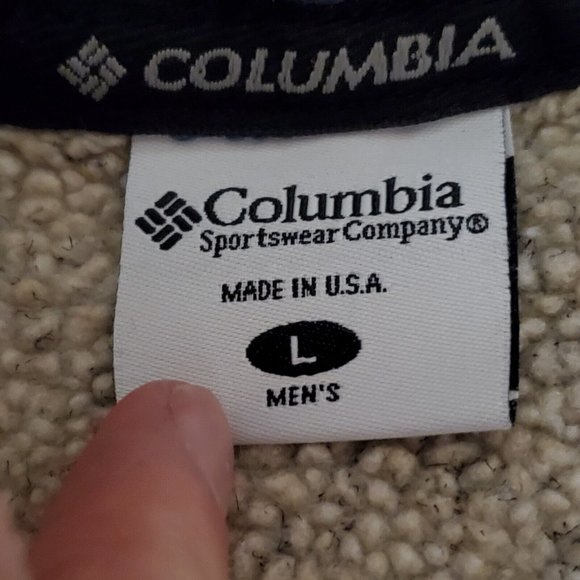 COLUMBIA
Columbia
Sportswear Company®
MADE IN U.S.A.
L
MEN'S